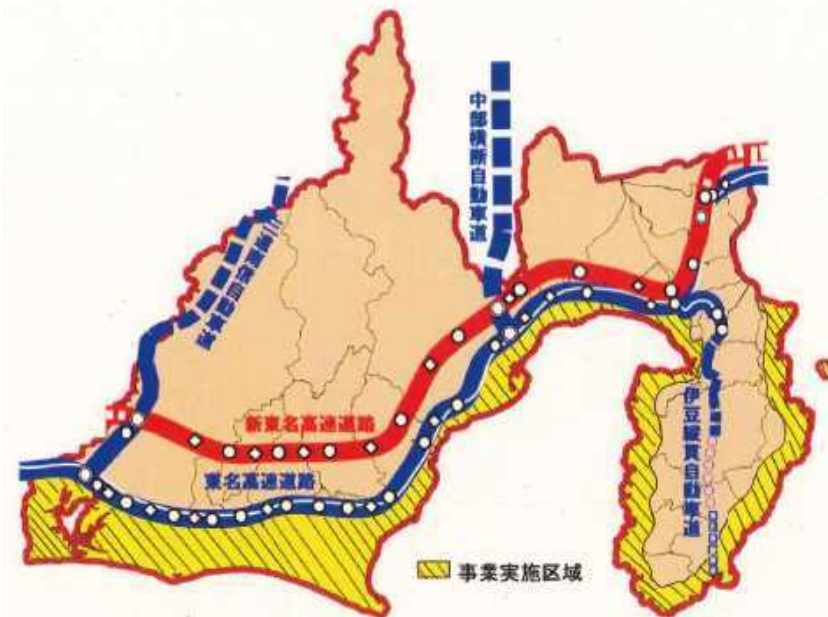 中部横断自動車道
三遠南信自動車道
新東名高速道路
東名高速道路
伊豆縦貫自動車道
事業実施区域